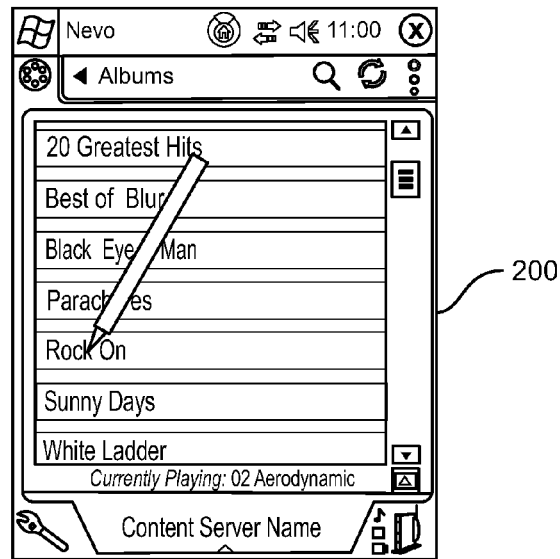 Nevo 11:00 X
Albums
20 Greatest Hits
Best of Blur
Black Eye Man
Rock On
Sunny Days
White Ladder
Currently Playing: 02 Aerodynamic
Content Server Name
200